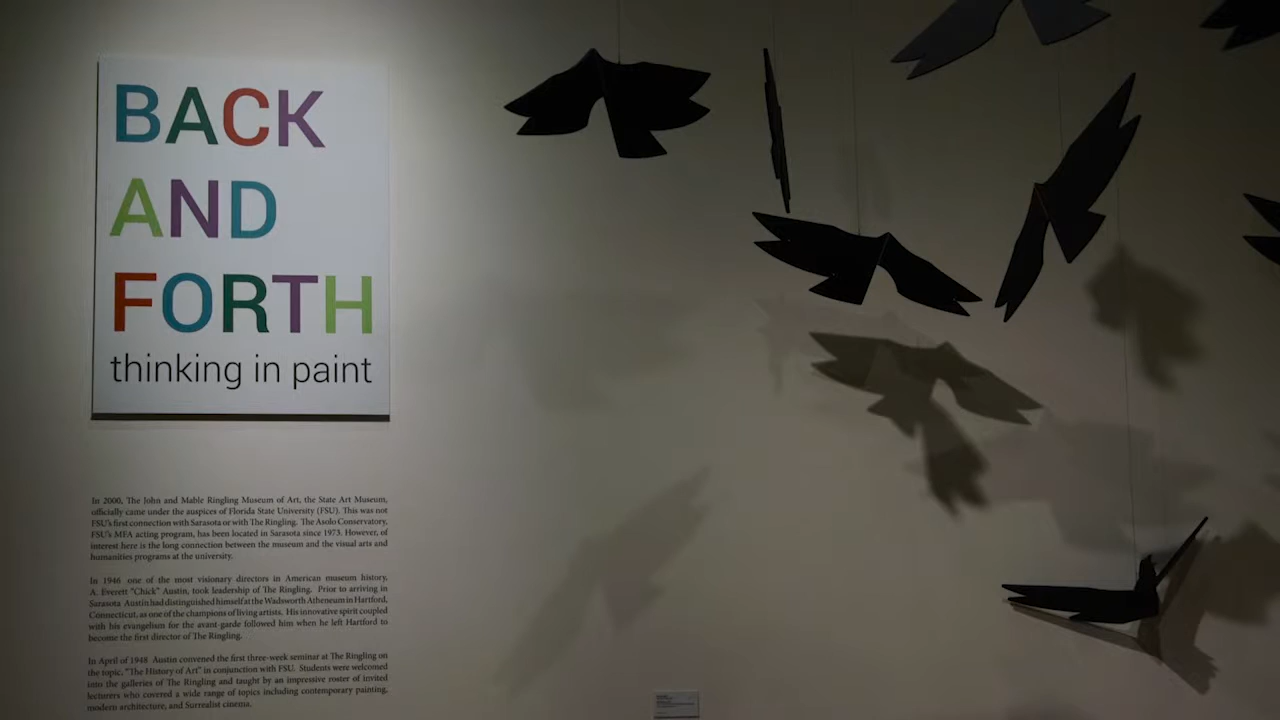 BACK
AND
FORTH
thinking in paint
In 2000, The John and Mable Ringling Museum of Art, the State Art Museum,
officially came under the auspices of Florida State University (FSU). This was not
FSU's first connection with Sarasota or with The Ringling. The Asolo Conservatory,
FSU's MFA acting program, has been located in Sarasota since 1973. However, of
interest here is the long connection between the museum and the visual arts and
humanities programs at the university.
In 1946 one of the most visionary directors in American museum history,
A. Everett "Chick" Austin, took leadership of The Ringling. Prior to arriving in
Sarasota Austin had distinguished himself at the Wadsworth Atheneum in Hartford,
Connecticut, as one of the champions of living artists. His innovative spirit coupled
with his evangelism for the avant-garde followed him when he left Hartford to
become the first director of The Ringling.
In April of 1948 Austin convened the first three-week seminar at The Ringling on
the topic, "The History of Art" in conjunction with FSU. Students were welcomed
into the galleries of The Ringling and taught by an impressive roster of invited
lecturers who covered a wide range of topics including contemporary painting,
modern architecture, and Surrealist cinema.